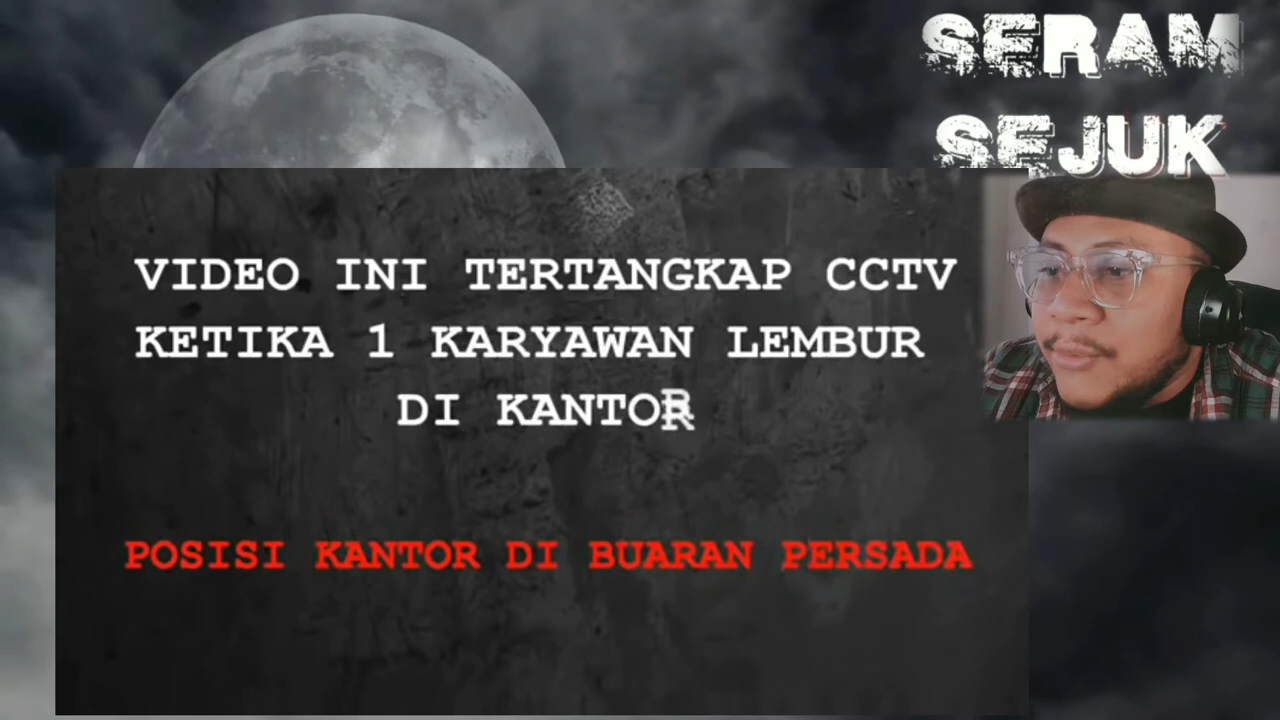 SERAM
SEJUK
VIDEO INI TERTANGKAP CCTV
KETIKA 1 KARYAWAN LEMBUR
DI KANTOR
POSISI KANTOR DI BUARAN PERSADA